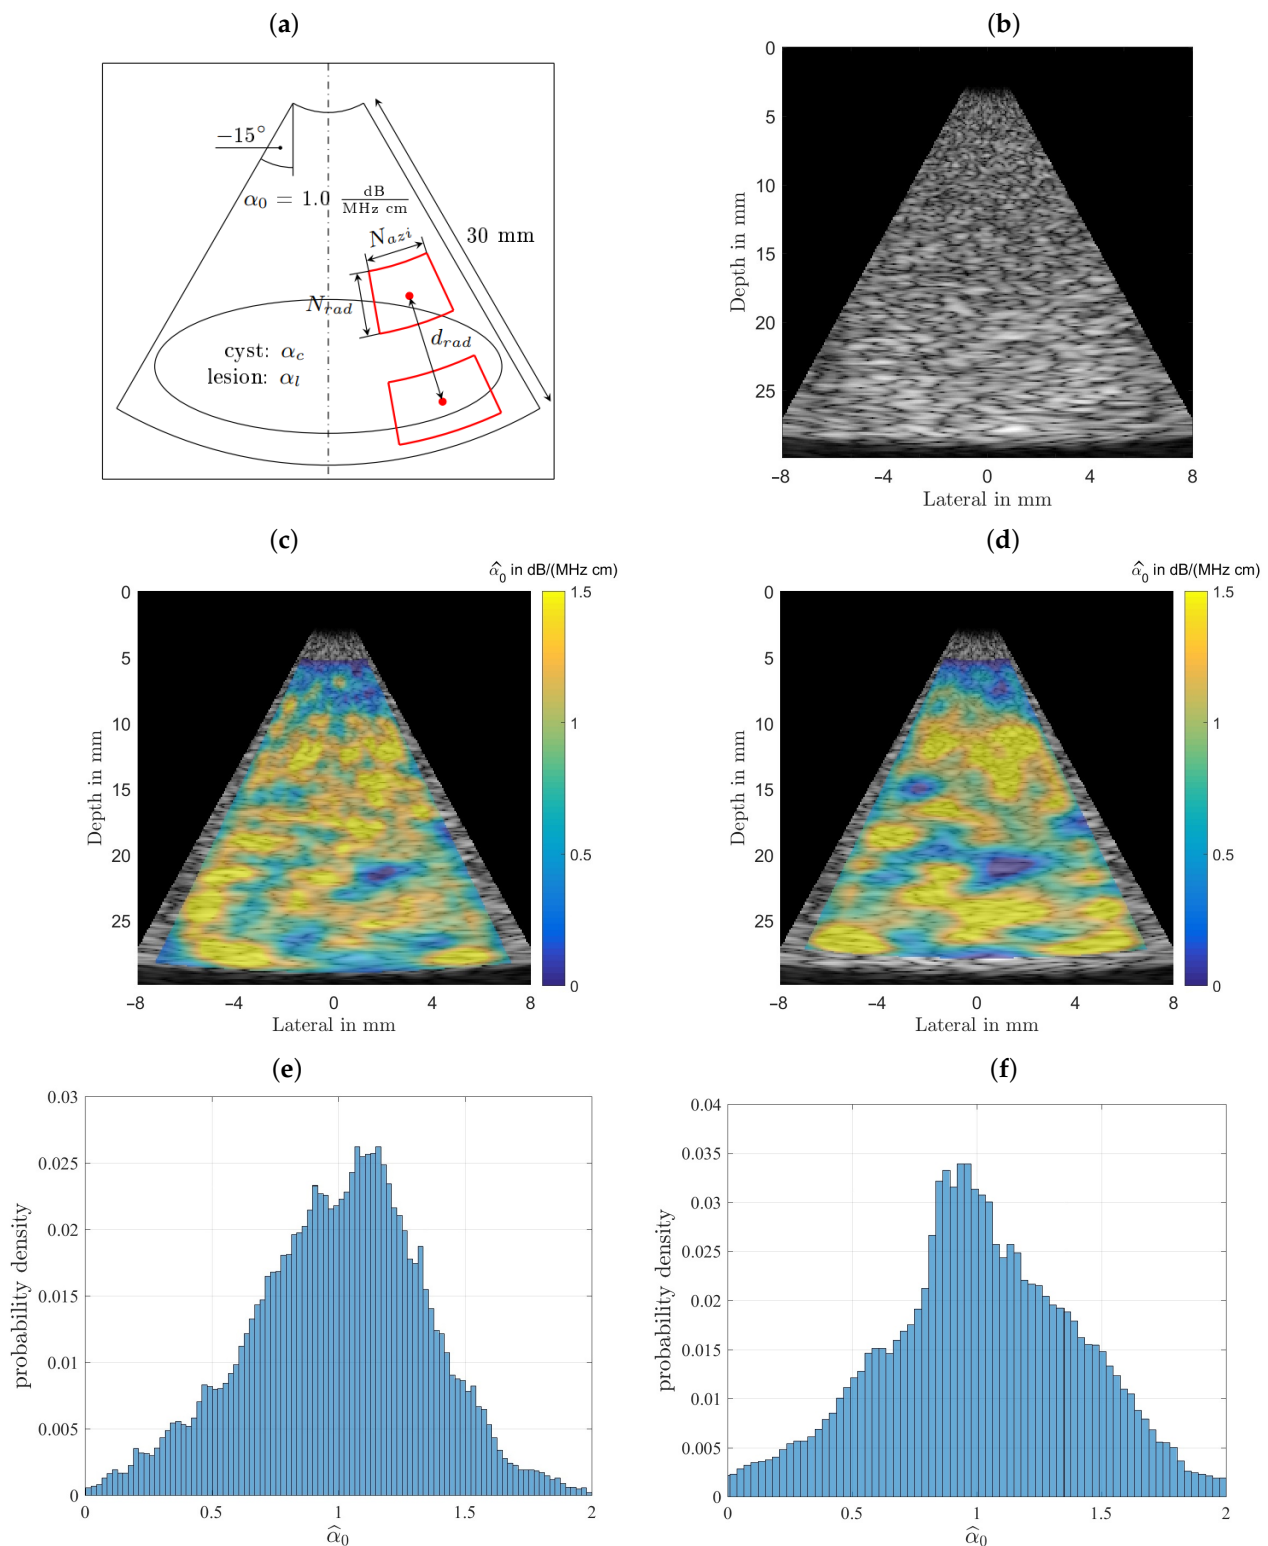 (a)
−15°
α₀ = 1.0 dB/MHz cm
30 mm
N_azi
N_rad
d_rad
cyst: α_c
lesion: α_l
(b)
0
5
10
15
20
25
Depth in mm
−8 −4 0 4 8
Lateral in mm
(c)
α̂₀ in dB/(MHz cm)
0
5
10
15
20
25
Depth in mm
−8 −4 0 4 8
Lateral in mm
1.5
1
0.5
0
(d)
α̂₀ in dB/(MHz cm)
0
5
10
15
20
25
Depth in mm
−8 −4 0 4 8
Lateral in mm
1.5
1
0.5
0
(e)
0.03
0.025
0.02
0.015
0.01
0.005
0
probability density
0 0.5 1 1.5 2
α̂₀
(f)
0.04
0.035
0.03
0.025
0.02
0.015
0.01
0.005
0
probability density
0 0.5 1 1.5 2
α̂₀